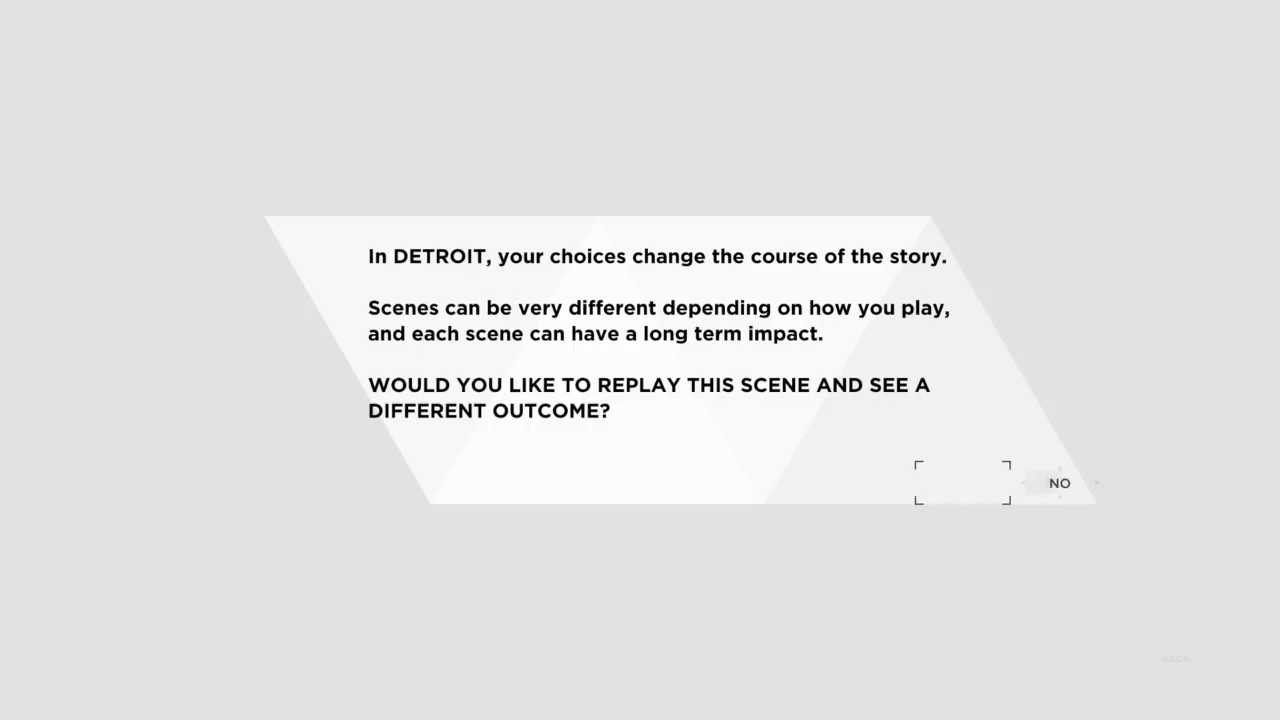 In DETROIT, your choices change the course of the story.
Scenes can be very different depending on how you play,
and each scene can have a long term impact.
WOULD YOU LIKE TO REPLAY THIS SCENE AND SEE A
DIFFERENT OUTCOME?
NO
BACK